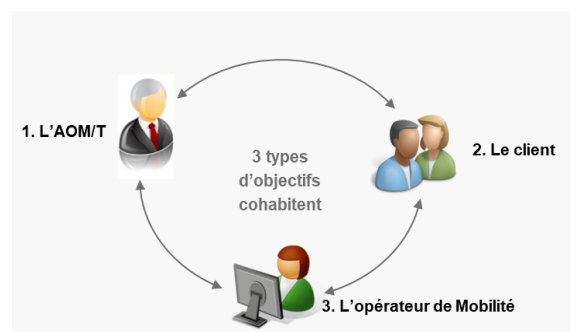 1. L'AOM/T
2. Le client
3 types
d'objectifs
cohabitent
3. L'opérateur de Mobilité